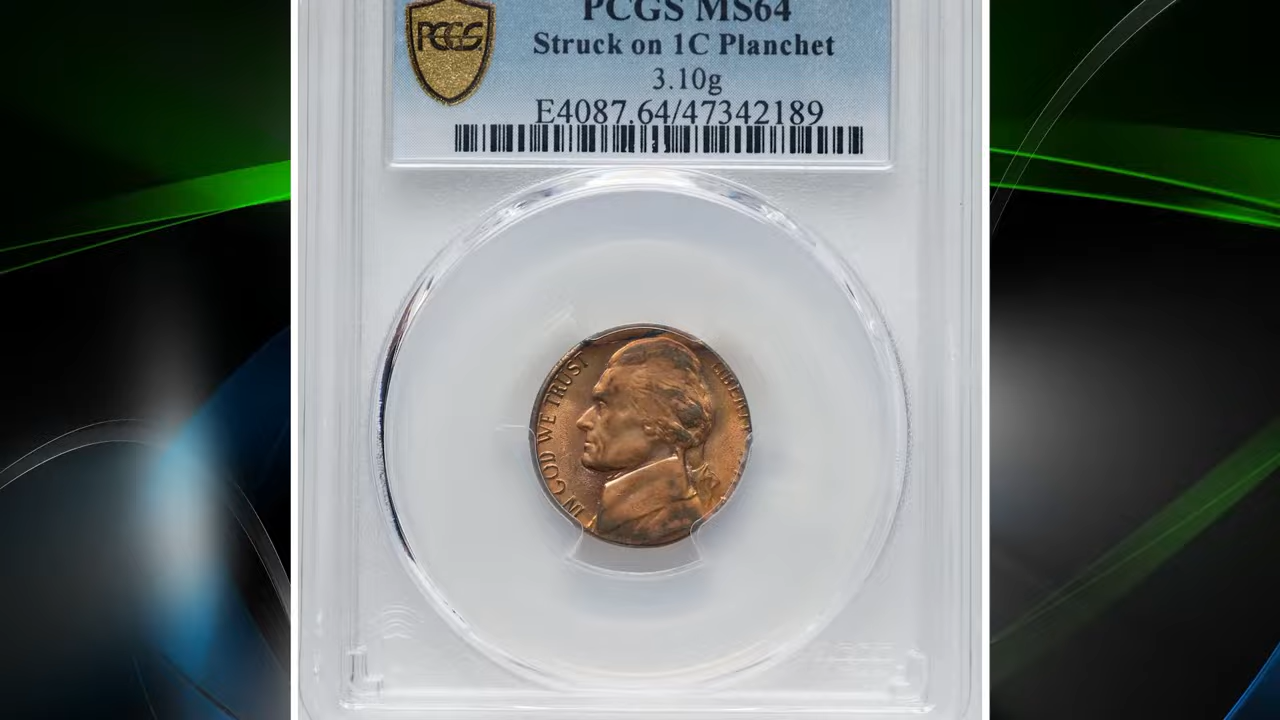 PCGS MS64
PCGS
Struck on 1C Planchet
3.10g
E4087.64/47342189
IN GOD WE TRUST
LIBERTY